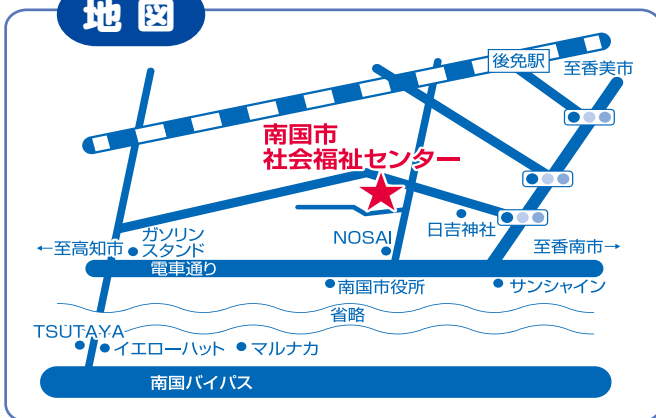 地図
後免駅
至香美市
南国市
社会福祉センター
日吉神社
NOSAI
ガソリン
スタンド
←至高知市
至香南市→
電車通り
南国市役所
サンシャイン
省略
TSUTAYA
イエローハット
マルナカ
南国バイパス